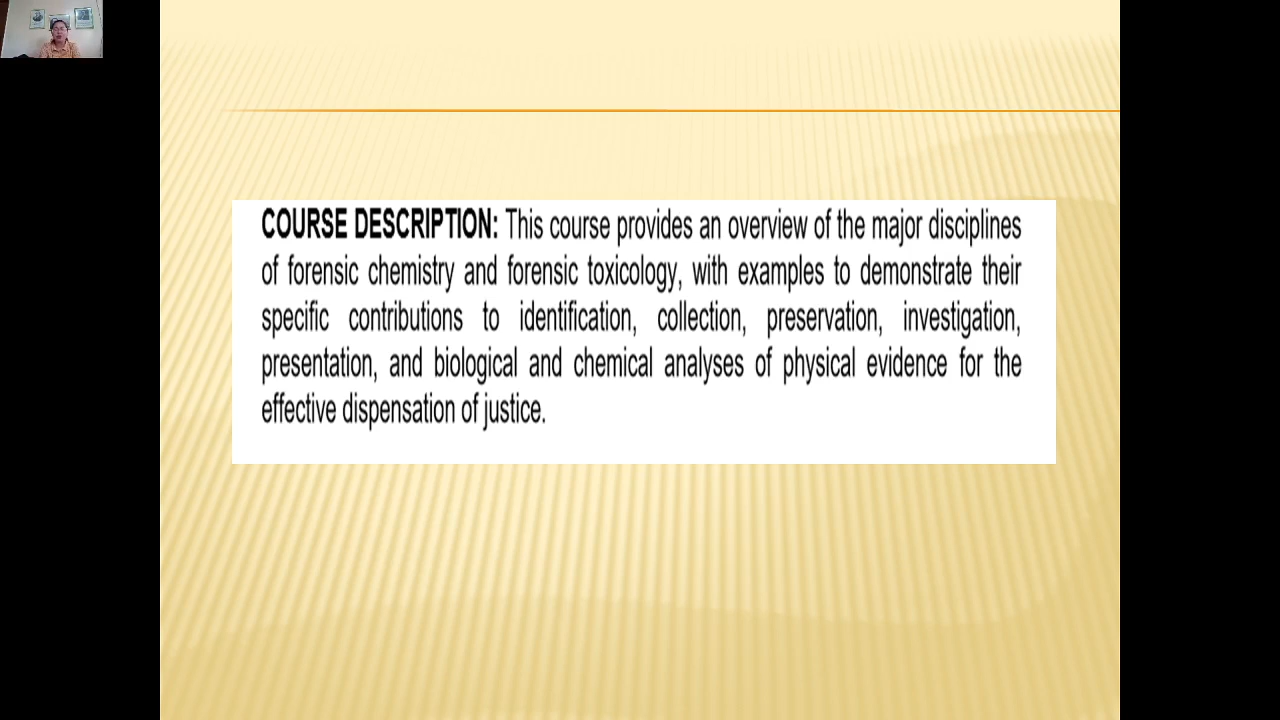 COURSE DESCRIPTION: This course provides an overview of the major disciplines
of forensic chemistry and forensic toxicology, with examples to demonstrate their
specific contributions to identification, collection, preservation, investigation,
presentation, and biological and chemical analyses of physical evidence for the
effective dispensation of justice.